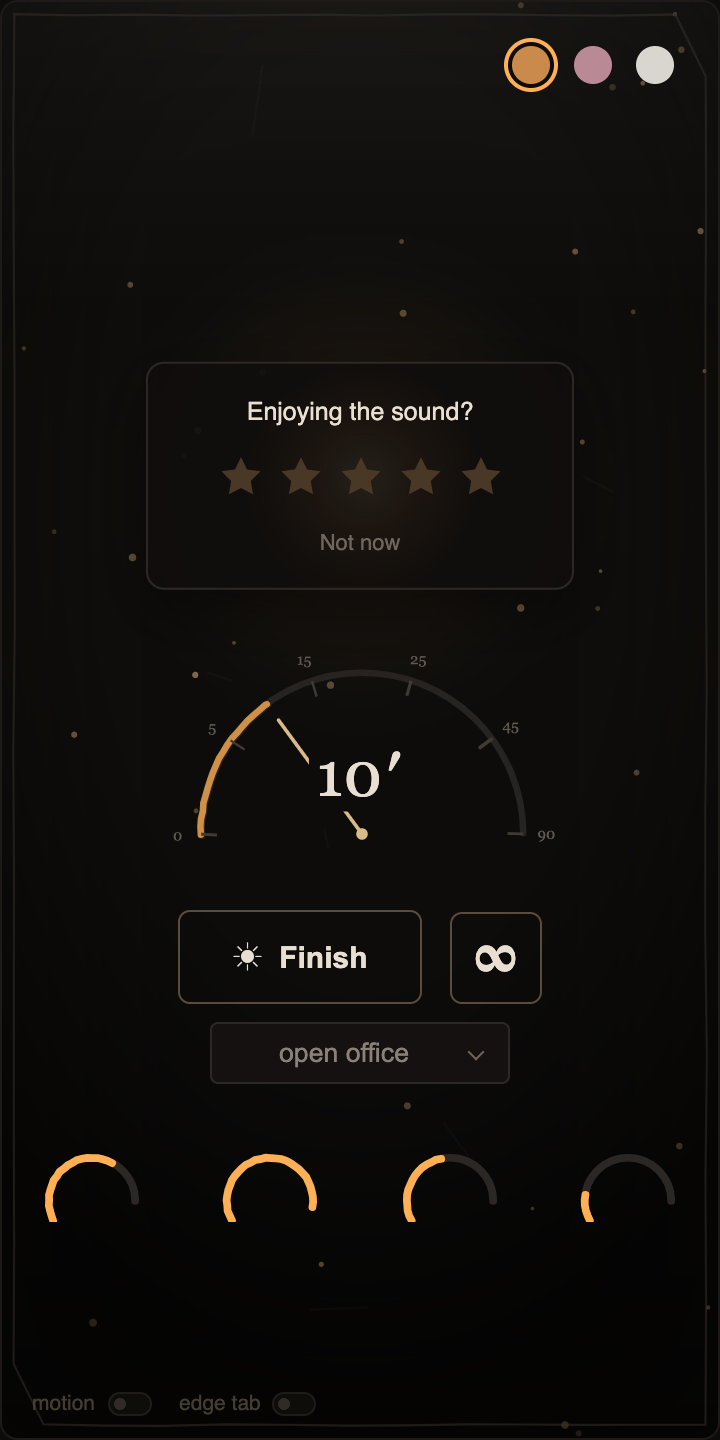 Enjoying the sound?
Not now
0
5
15
25
45
90
10′
☀ Finish
∞
open office
motion
edge tab